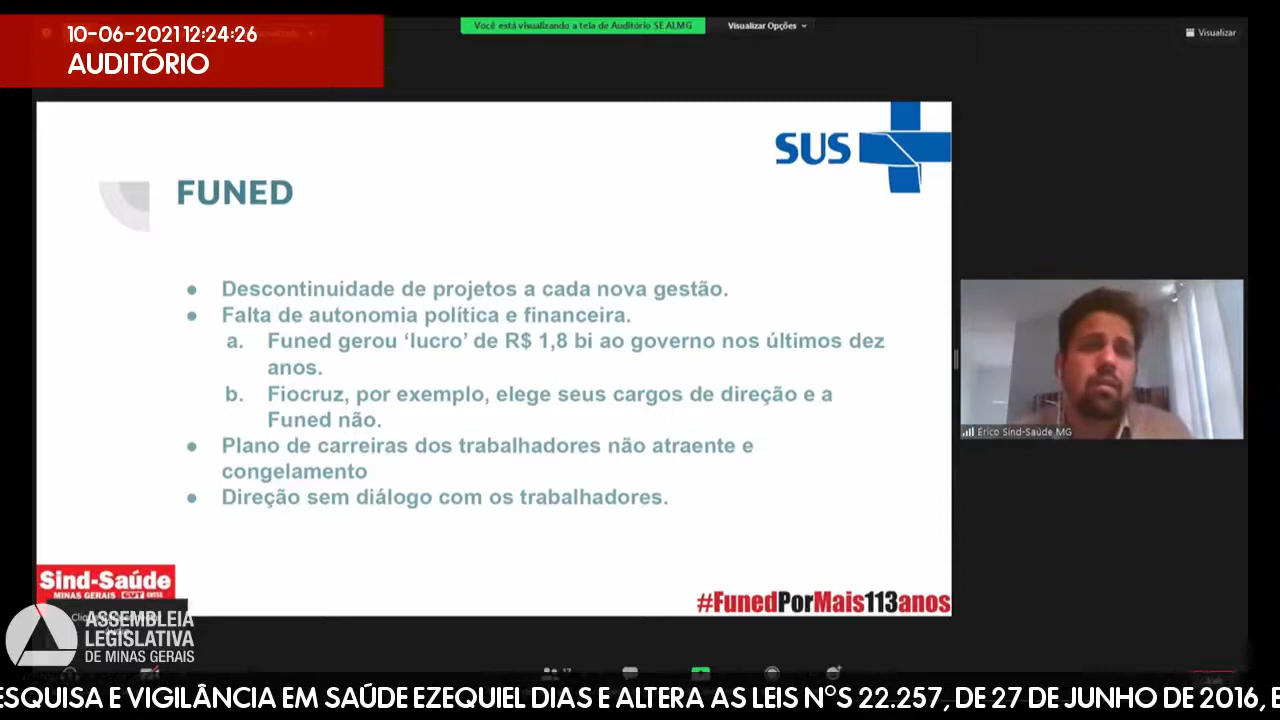 10-06-2021 12:24:26
AUDITÓRIO
Você está visualizando a tela de Auditório SE ALMG
Visualizar Opções
Visualizar
SUS
FUNED
● Descontinuidade de projetos a cada nova gestão.
● Falta de autonomia política e financeira.
a. Funed gerou ‘lucro’ de R$ 1,8 bi ao governo nos últimos dez
anos.
b. Fiocruz, por exemplo, elege seus cargos de direção e a
Funed não.
● Plano de carreiras dos trabalhadores não atraente e
congelamento
● Direção sem diálogo com os trabalhadores.
Erico Sind-Saúde MG
Sind-Saúde
MINAS GERAIS CUT
#FunedPorMais113anos
ASSEMBLEIA
LEGISLATIVA
DE MINAS GERAIS
17
ESQUISA E VIGILÂNCIA EM SAÚDE EZEQUIEL DIAS E ALTERA AS LEIS NºS 22.257, DE 27 DE JUNHO DE 2016, E